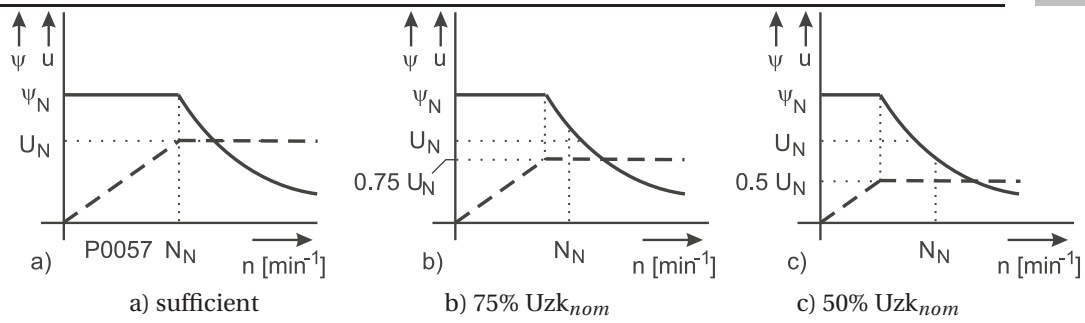 ψ u
ψN
UN
P0057 NN
n [min-1]
a)
a) sufficient
ψ u
ψN
UN
0.75 UN
NN
n [min-1]
b)
b) 75% Uzknom
ψ u
ψN
UN
0.5 UN
NN
n [min-1]
c)
c) 50% Uzknom